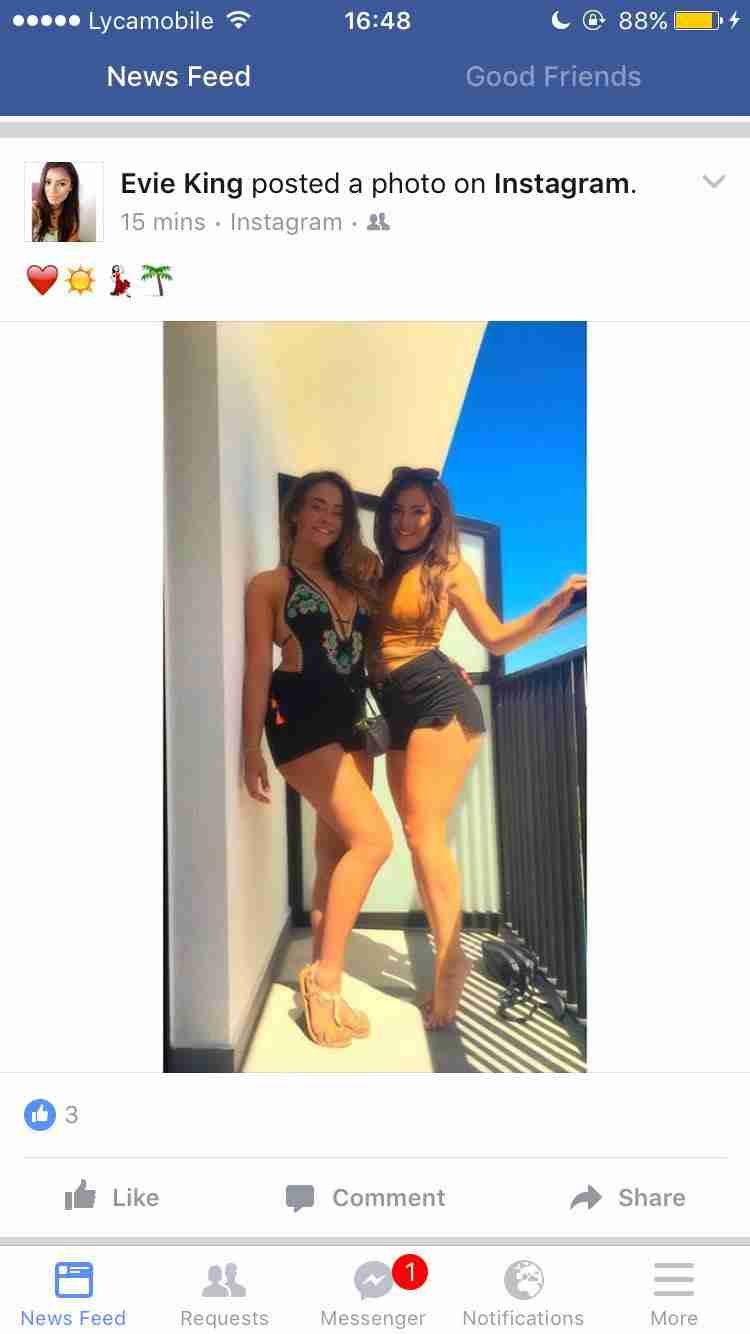 Lycamobile 16:48 88%
News Feed Good Friends
Evie King posted a photo on Instagram.
15 mins · Instagram ·
3
Like Comment Share
1
News Feed Requests Messenger Notifications More